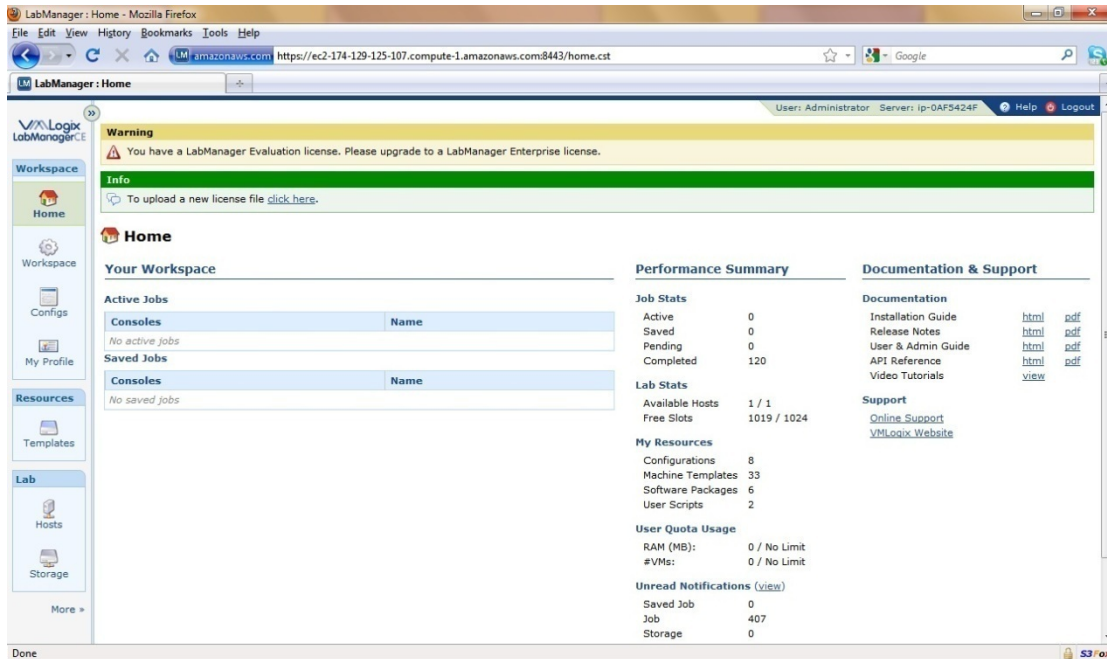 LabManager : Home - Mozilla Firefox
File Edit View History Bookmarks Tools Help
LM amazonaws.com https://ec2-174-129-125-107.compute-1.amazonaws.com:8443/home.cst Google
LM LabManager : Home
User: Administrator Server: ip-0AF5424F Help Logout
VMLogix
LabManagerCE
Warning
You have a LabManager Evaluation license. Please upgrade to a LabManager Enterprise license.
Info
To upload a new license file click here.
Workspace
Home
Workspace
Configs
My Profile
Resources
Templates
Lab
Hosts
Storage
More »
Home
Your Workspace
Active Jobs
Consoles Name
No active jobs
Saved Jobs
Consoles Name
No saved jobs
Performance Summary
Job Stats
Active 0
Saved 0
Pending 0
Completed 120
Lab Stats
Available Hosts 1 / 1
Free Slots 1019 / 1024
My Resources
Configurations 8
Machine Templates 33
Software Packages 6
User Scripts 2
User Quota Usage
RAM (MB): 0 / No Limit
#VMs: 0 / No Limit
Unread Notifications (view)
Saved Job 0
Job 407
Storage 0
Documentation & Support
Documentation
Installation Guide html pdf
Release Notes html pdf
User & Admin Guide html pdf
API Reference html pdf
Video Tutorials view
Support
Online Support
VMLogix Website
Done